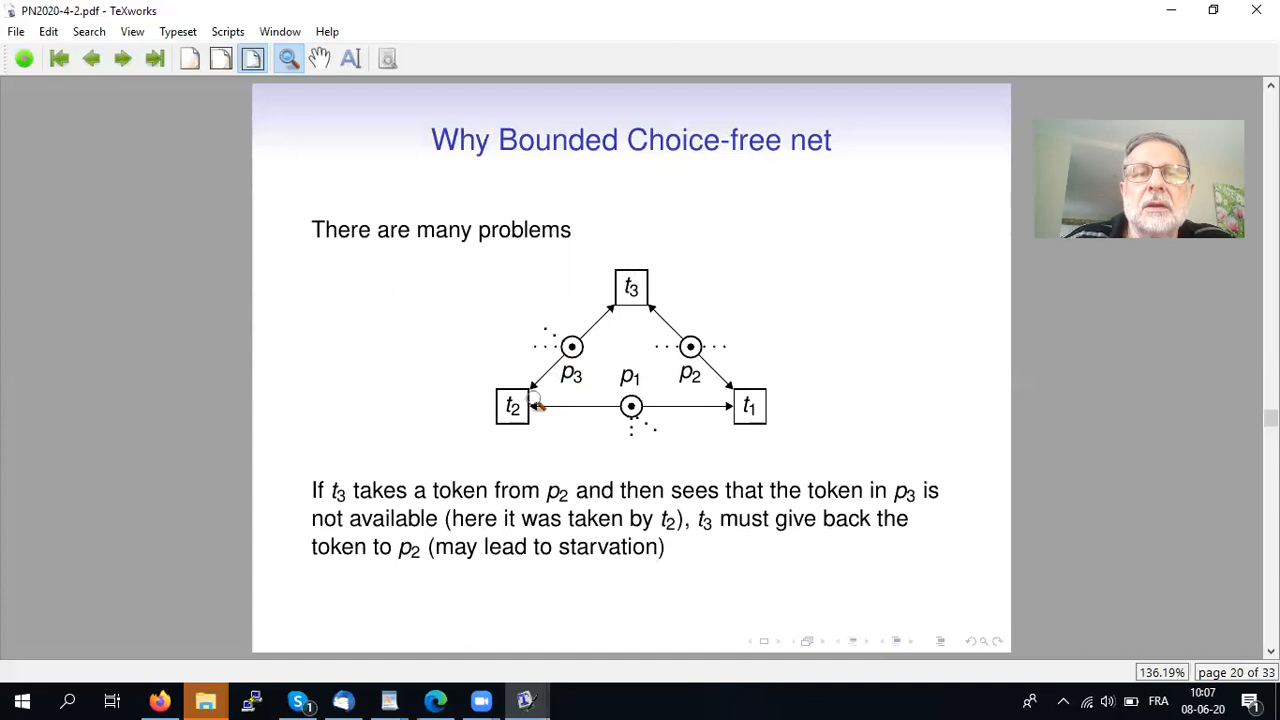 PN2020-4-2.pdf - TeXworks
File Edit Search View Typeset Scripts Window Help
Why Bounded Choice-free net
There are many problems
t3
p3 p1 p2
t2 t1
If t3 takes a token from p2 and then sees that the token in p3 is
not available (here it was taken by t2), t3 must give back the
token to p2 (may lead to starvation)
136.19% page 20 of 33
FRA
10:07
08-06-20